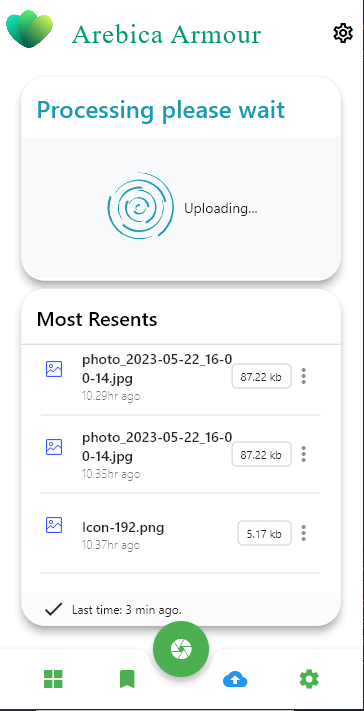 Arebica Armour
Processing please wait
Uploading...
Most Resents
photo_2023-05-22_16-0
0-14.jpg
87.22 kb
10.29hr ago
photo_2023-05-22_16-0
0-14.jpg
87.22 kb
10.35hr ago
Icon-192.png
5.17 kb
10.37hr ago
Last time: 3 min ago.